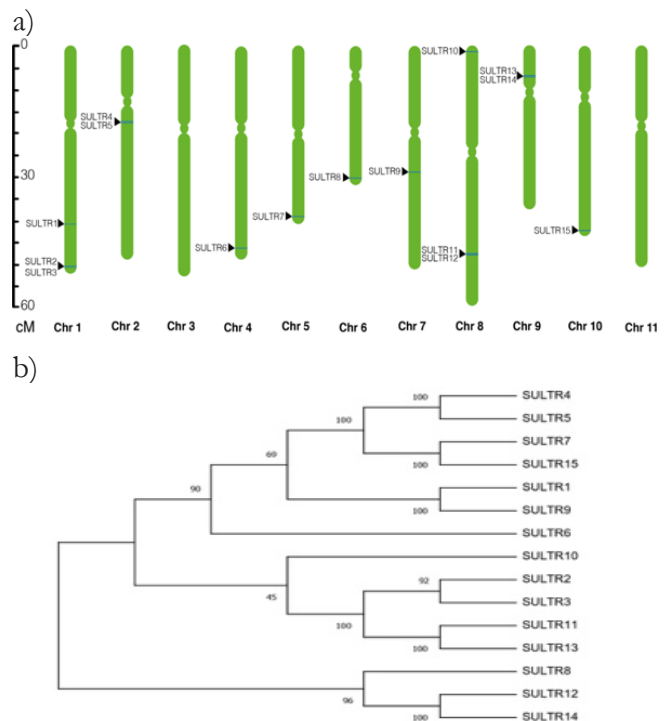 a)
0
SULTR10
SULTR13
SULTR14
SULTR4
SULTR5
30
SULTR9
SULTR8
SULTR7
SULTR1
SULTR15
SULTR6
SULTR11
SULTR12
SULTR2
SULTR3
60
cM Chr 1 Chr 2 Chr 3 Chr 4 Chr 5 Chr 6 Chr 7 Chr 8 Chr 9 Chr 10 Chr 11
b)
100 SULTR4
SULTR5
100
SULTR7
100 SULTR15
69
SULTR1
90
100 SULTR9
SULTR6
SULTR10
92 SULTR2
45 SULTR3
100 SULTR11
100 SULTR13
SULTR8
96 SULTR12
100 SULTR14